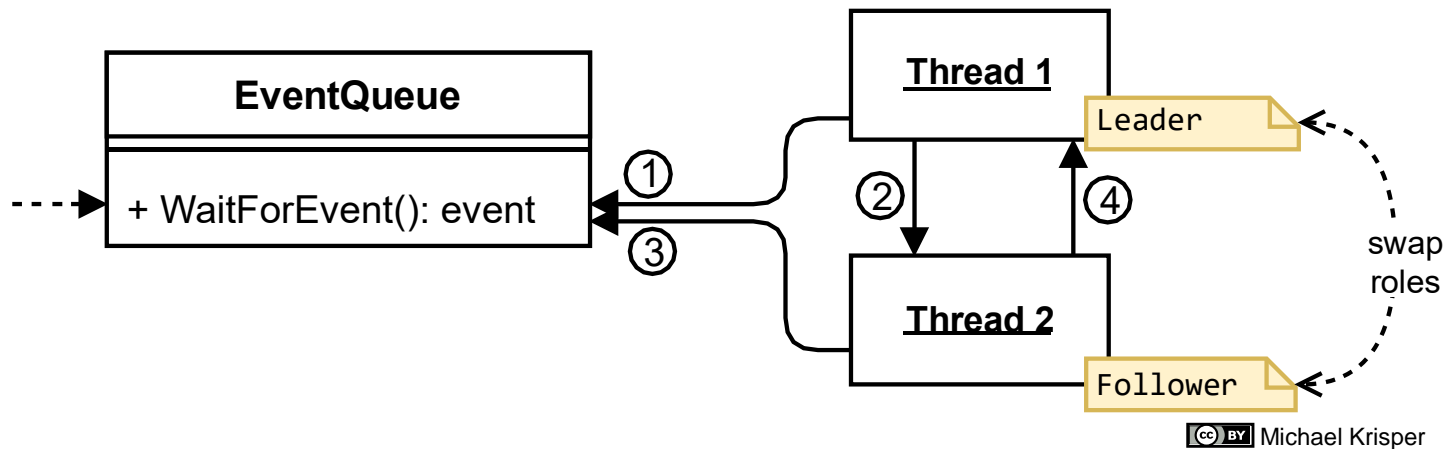 EventQueue
+ WaitForEvent(): event
1
3
Thread 1
Leader
2
4
Thread 2
Follower
swap
roles
cc BY Michael Krisper